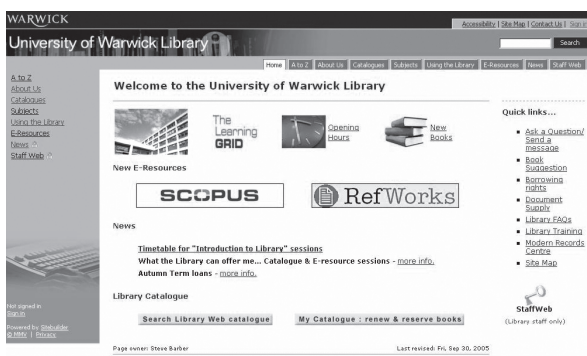 WARWICK
Accessibility | Site Map | Contact Us | Sign in
University of Warwick Library
Search
Home A to Z About Us Catalogues Subjects Using the Library E-Resources News Staff Web
A to Z
About Us
Catalogues
Subjects
Using the Library
E-Resources
News
Staff Web
Not signed in
Sign in
Powered by Sitebuilder
© MMV | Privacy
Welcome to the University of Warwick Library
The
Learning
GRID
Opening
Hours
New
Books
New E-Resources
SCOPUS
RefWorks
News
Timetable for "Introduction to Library" sessions
What the Library can offer me... Catalogue & E-resource sessions - more info.
Autumn Term loans - more info.
Library Catalogue
Search Library Web catalogue
My Catalogue : renew & reserve books
Page owner: Steve Barber
Last revised: Fri, Sep 30, 2005
Quick links...
Ask a Question/
Send a
message
Book
Suggestion
Borrowing
rights
Document
Supply
Library FAQs
Library Training
Modern Records
Centre
Site Map
StaffWeb
(Library staff only)